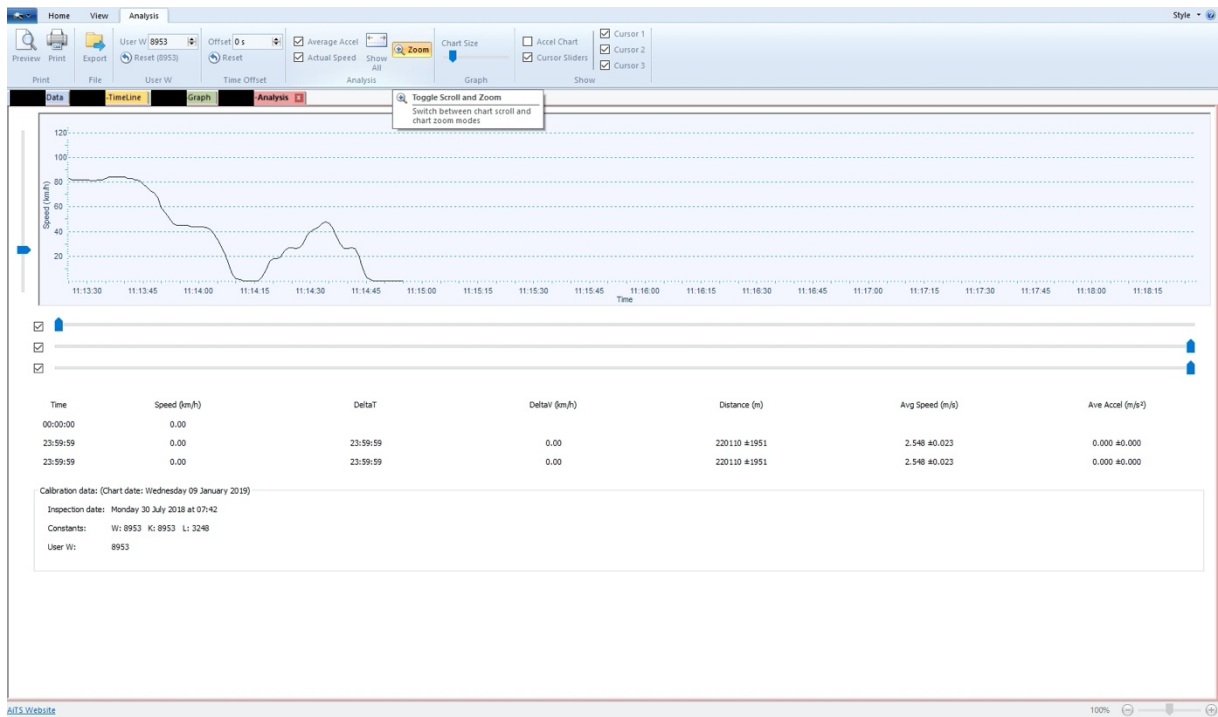 Home View Analysis Style
User W 8953 Offset 0 s Average Accel Zoom Chart Size Accel Chart Cursor 1
Preview Print Export Reset (8953) Reset Actual Speed Show All Cursor Sliders Cursor 2
Cursor 3
Print File User W Time Offset Analysis Graph Show
Data -TimeLine -Graph -Analysis
Toggle Scroll and Zoom
Switch between chart scroll and
chart zoom modes
120
100
80
60
40
20
Speed (km/h)
11:13:30 11:13:45 11:14:00 11:14:15 11:14:30 11:14:45 11:15:00 11:15:15 11:15:30 11:15:45 11:16:00 11:16:15 11:16:30 11:16:45 11:17:00 11:17:15 11:17:30 11:17:45 11:18:00 11:18:15
Time
Time Speed (km/h) DeltaT DeltaV (km/h) Distance (m) Avg Speed (m/s) Ave Accel (m/s²)
00:00:00 0.00
23:59:59 0.00 23:59:59 0.00 220110 ±1951 2.548 ±0.023 0.000 ±0.000
23:59:59 0.00 23:59:59 0.00 220110 ±1951 2.548 ±0.023 0.000 ±0.000
Calibration data: (Chart date: Wednesday 09 January 2019)
Inspection date: Monday 30 July 2018 at 07:42
Constants: W: 8953 K: 8953 L: 3248
User W: 8953
AiTS Website 100%